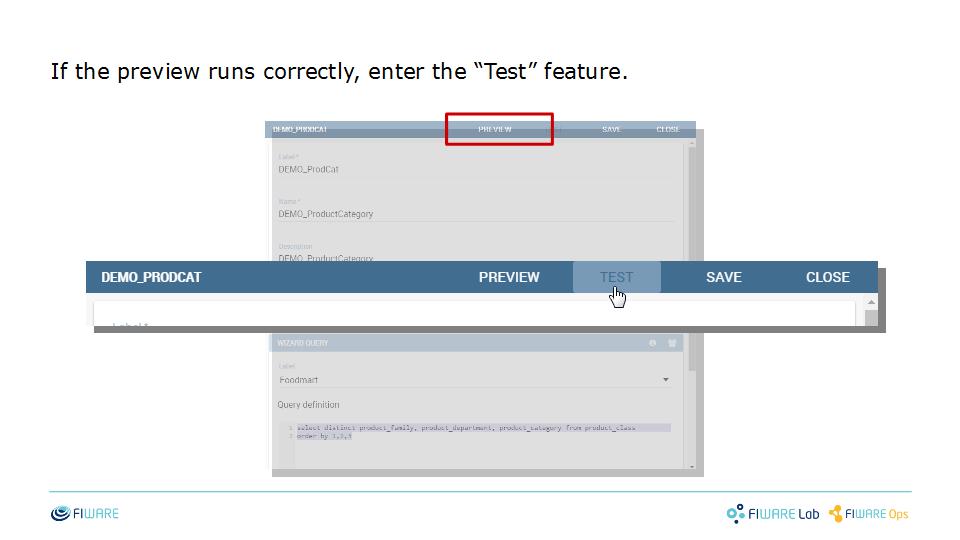 If the preview runs correctly, enter the “Test” feature.
DEMO_PRODCAT PREVIEW SAVE CLOSE
Label*
DEMO_ProdCat
Name*
DEMO_ProductCategory
Description
DEMO_ProductCategory
DEMO_PRODCAT PREVIEW TEST SAVE CLOSE
Label*
WIZARD QUERY
Label
Foodmart
Query definition
1 select distinct product_family, product_department, product_category from product_class
2 order by 1,2,3
FIWARE FIWARE Lab FIWARE Ops